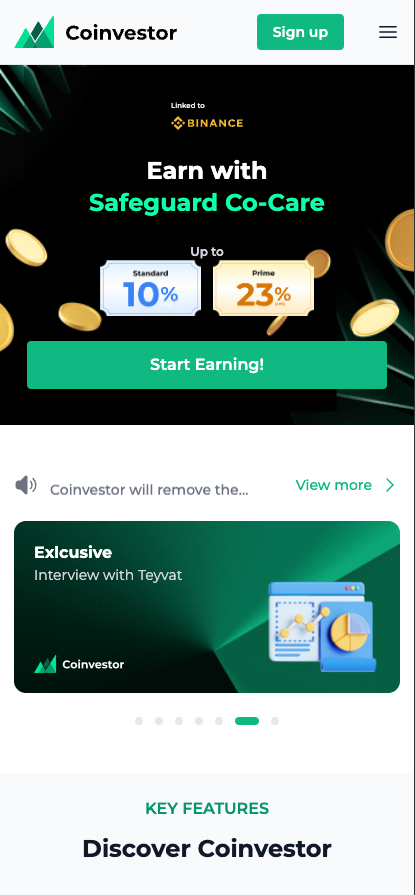 Coinvestor
Sign up
Linked to
BINANCE
Earn with
Safeguard Co-Care
Up to
Standard
10%
Prime
23%
Start Earning!
Coinvestor will remove the...
View more
Exlcusive
Interview with Teyvat
Coinvestor
KEY FEATURES
Discover Coinvestor